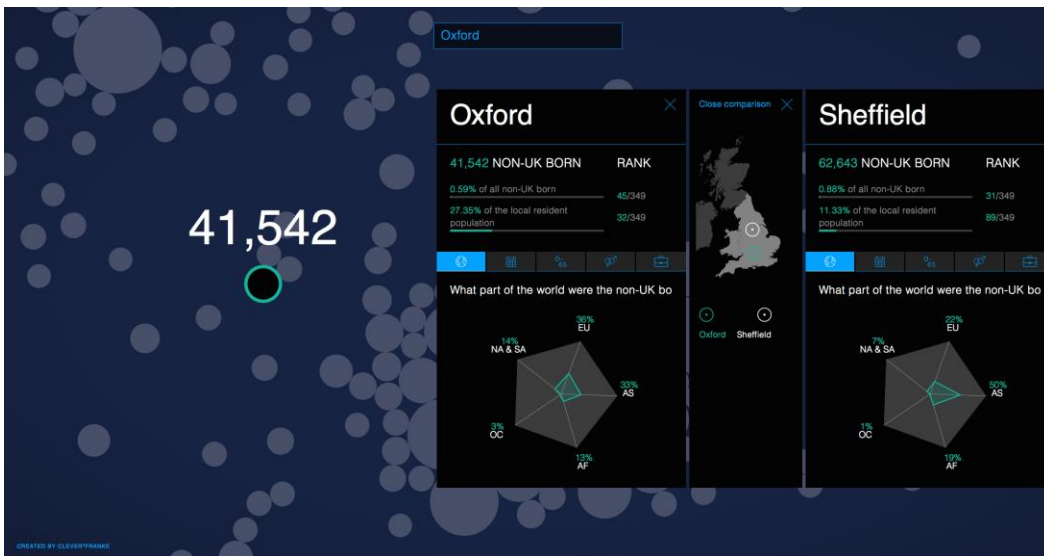 Oxford
41,542
Oxford
41,542 NON-UK BORN RANK
0.59% of all non-UK born 45/349
27.35% of the local resident
population 32/349
0-65
What part of the world were the non-UK bo
36%
EU
14%
NA & SA
33%
AS
3%
OC
13%
AF
Close comparison
Oxford Sheffield
Sheffield
62,643 NON-UK BORN RANK
0.88% of all non-UK born 31/349
11.33% of the local resident
population 89/349
0-65
What part of the world were the non-UK bo
22%
EU
7%
NA & SA
50%
AS
1%
OC
19%
AF
CREATED BY CLEVER°FRANKE